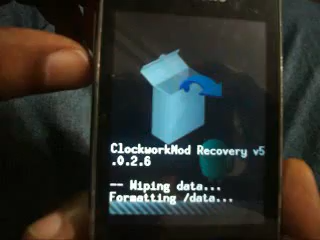 ClockworkMod Recovery v5
.0.2.6
-- Wiping data...
Formatting /data...